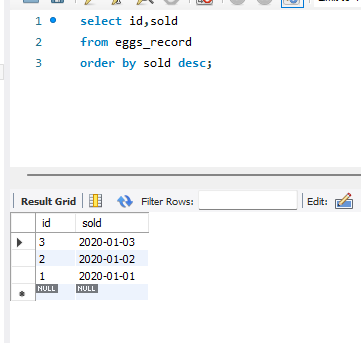 1 select id,sold
2 from eggs_record
3 order by sold desc;
Result Grid Filter Rows: Edit:
id sold
3 2020-01-03
2 2020-01-02
1 2020-01-01
NULL NULL